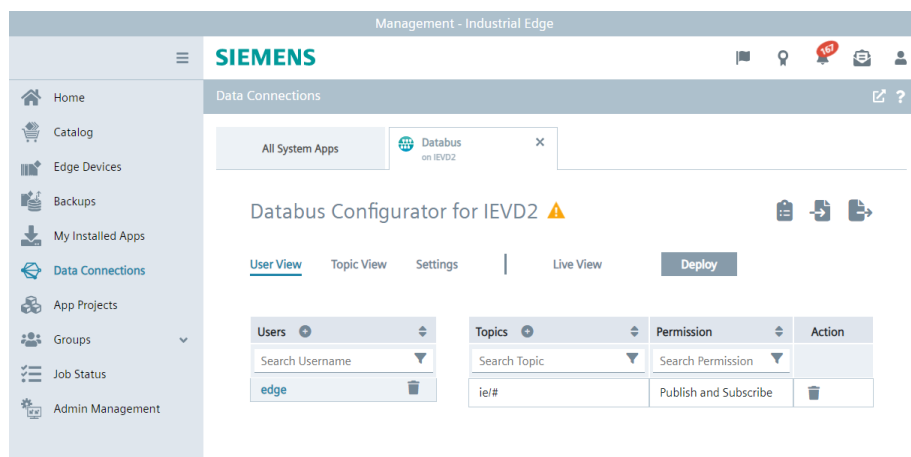 Management - Industrial Edge
SIEMENS
167
Home
Data Connections
?
Catalog
All System Apps
Databus
on IEVD2
Edge Devices
Backups
Databus Configurator for IEVD2
My Installed Apps
Data Connections
User View Topic View Settings Live View Deploy
App Projects
Groups
Users Topics Permission Action
Job Status
Search Username Search Topic Search Permission
edge ie/# Publish and Subscribe
Admin Management